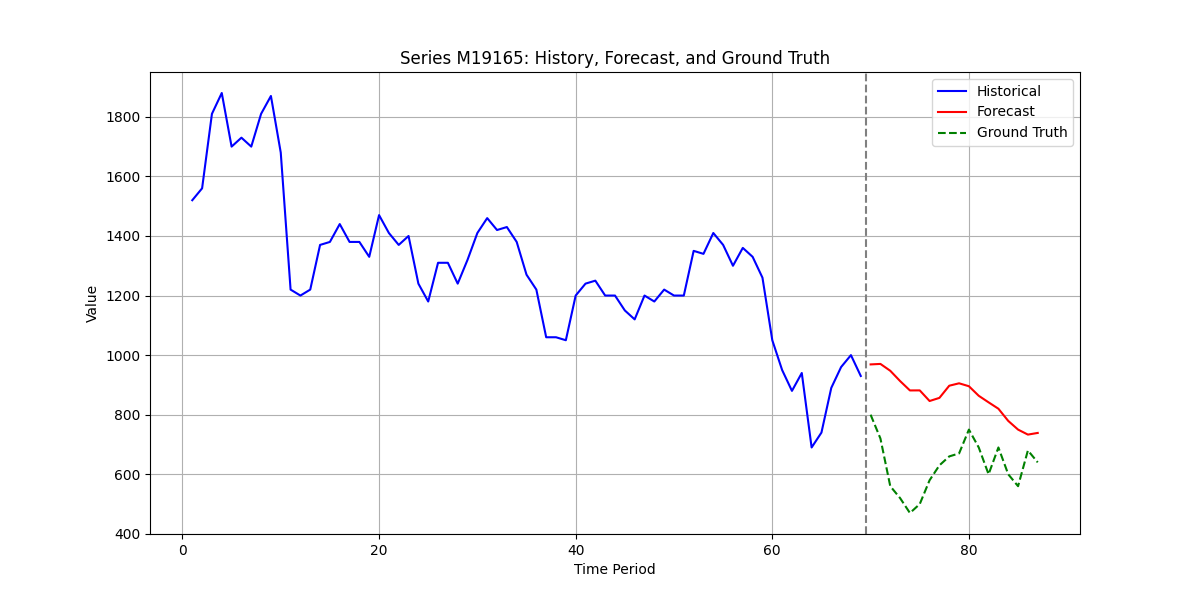 Series M19165: History, Forecast, and Ground Truth
Historical
Forecast
Ground Truth
Value
1800
1600
1400
1200
1000
800
600
400
0 20 40 60 80
Time Period